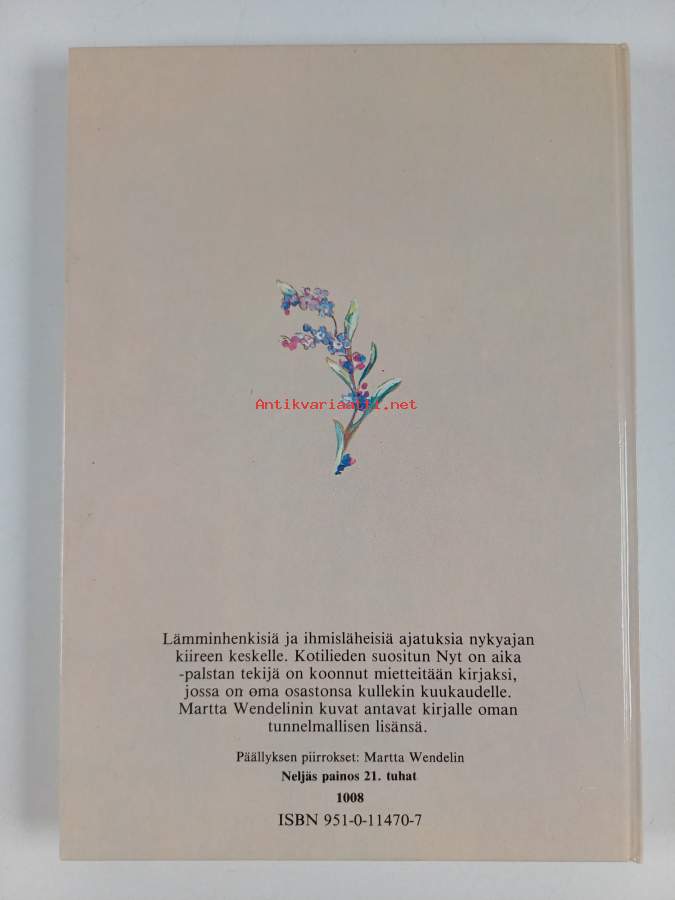 Antikvariaatti.net
Lämminhenkisiä ja ihmisläheisiä ajatuksia nykyajan
kiireen keskelle. Kotilieden suositun Nyt on aika
-palstan tekijä on koonnut mietteitään kirjaksi,
jossa on oma osastonsa kullekin kuukaudelle.
Martta Wendelinin kuvat antavat kirjalle oman
tunnelmallisen lisänsä.
Päällyksen piirrokset: Martta Wendelin
Neljäs painos 21. tuhat
1008
ISBN 951-0-11470-7